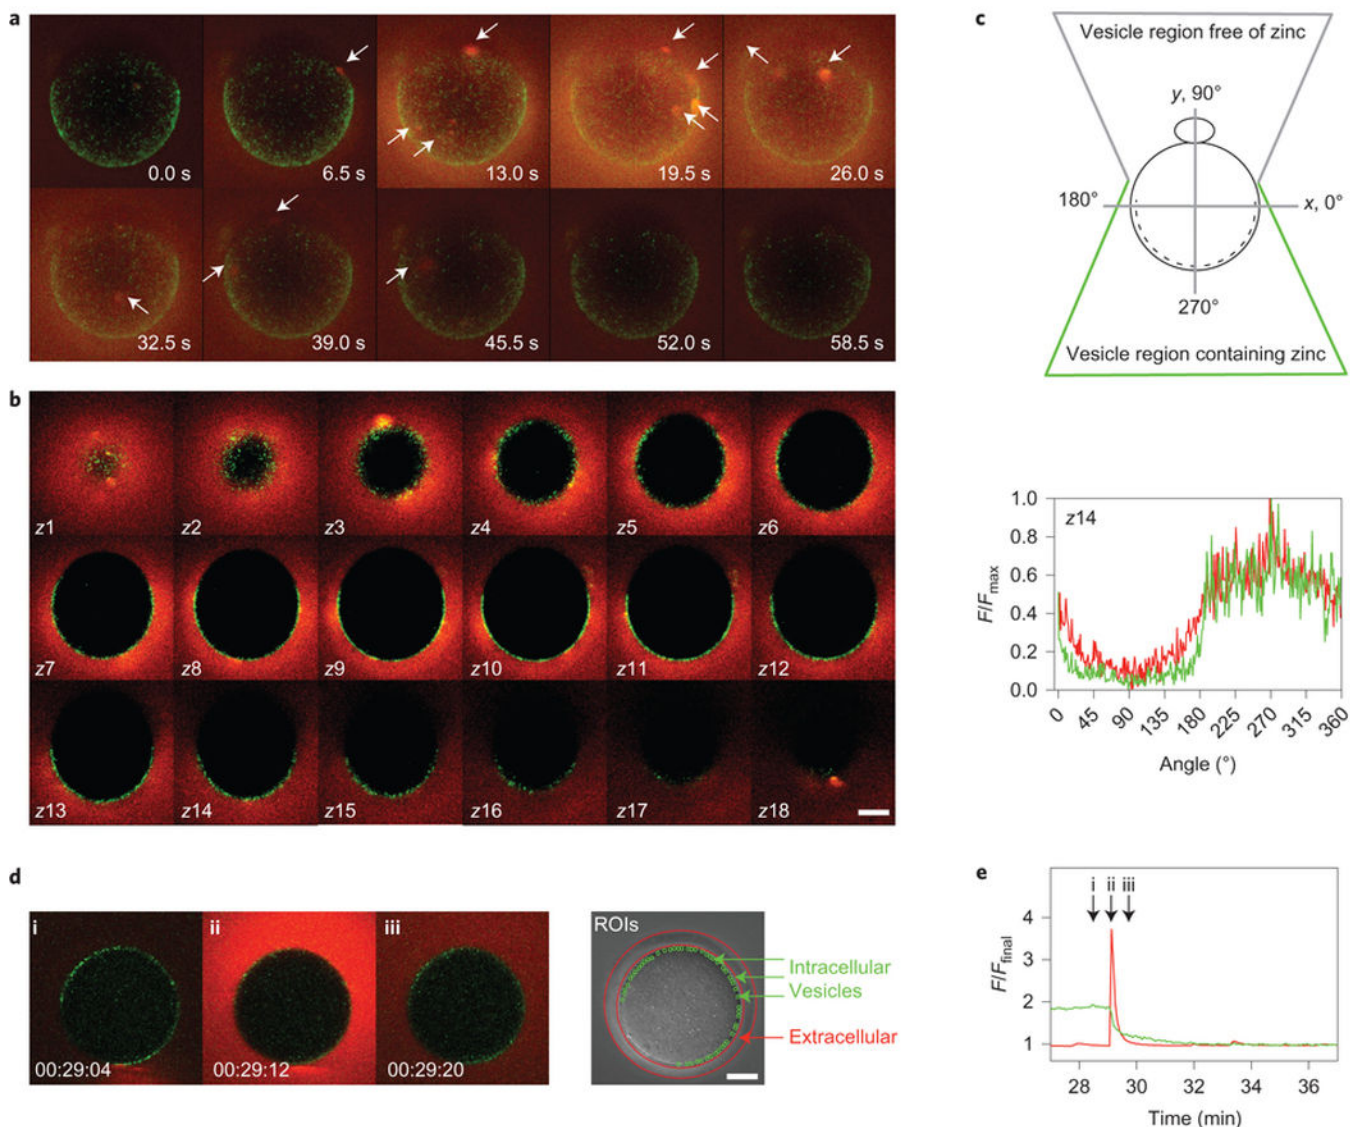 a
0.0 s
6.5 s
13.0 s
19.5 s
26.0 s
32.5 s
39.0 s
45.5 s
52.0 s
58.5 s
b
z1
z2
z3
z4
z5
z6
z7
z8
z9
z10
z11
z12
z13
z14
z15
z16
z17
z18
c
Vesicle region free of zinc
y, 90°
180°
x, 0°
270°
Vesicle region containing zinc
z14
F/Fmax
1.0
0.8
0.6
0.4
0.2
0.0
0
45
90
135
180
225
270
315
360
Angle (°)
d
i
00:29:04
ii
00:29:12
iii
00:29:20
ROIs
Intracellular
Vesicles
Extracellular
e
i
ii
iii
F/Ffinal
4
3
2
1
28
30
32
34
36
Time (min)